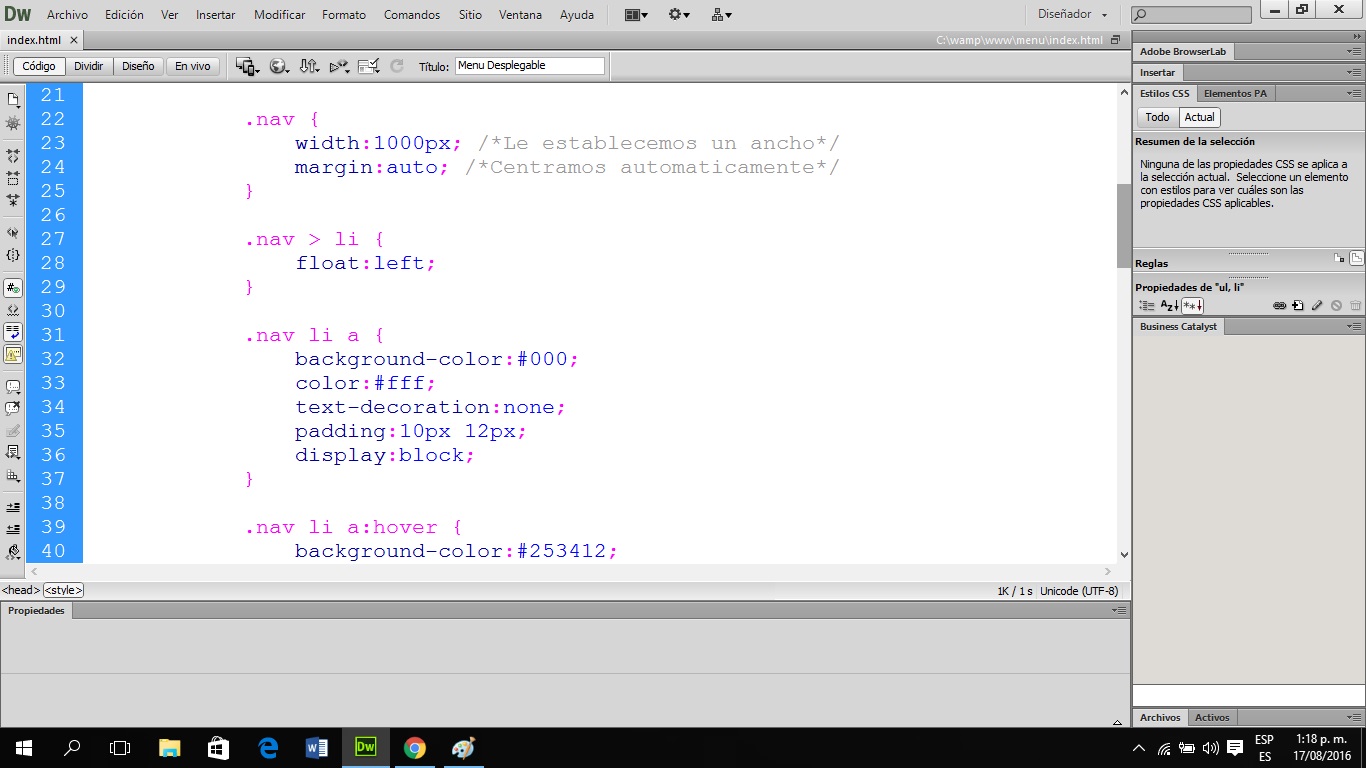 Dw Archivo Edición Ver Insertar Modificar Formato Comandos Sitio Ventana Ayuda Diseñador
index.html C:\wamp\www\menu\index.html
Código Dividir Diseño En vivo Título: Menu Desplegable
21
22 .nav {
23 width:1000px; /*Le establecemos un ancho*/
24 margin:auto; /*Centramos automaticamente*/
25 }
26
27 .nav > li {
28 float:left;
29 }
30
31 .nav li a {
32 background-color:#000;
33 color:#fff;
34 text-decoration:none;
35 padding:10px 12px;
36 display:block;
37 }
38
39 .nav li a:hover {
40 background-color:#253412;
<head> <style> 1K / 1 s Unicode (UTF-8)
Propiedades
Adobe BrowserLab
Insertar
Estilos CSS Elementos PA
Todo Actual
Resumen de la selección
Ninguna de las propiedades CSS se aplica a
la selección actual. Seleccione un elemento
con estilos para ver cuáles son las
propiedades CSS aplicables.
Reglas
Propiedades de "ul, li"
Business Catalyst
Archivos Activos
Dw
ESP
ES
1:18 p. m.
17/08/2016